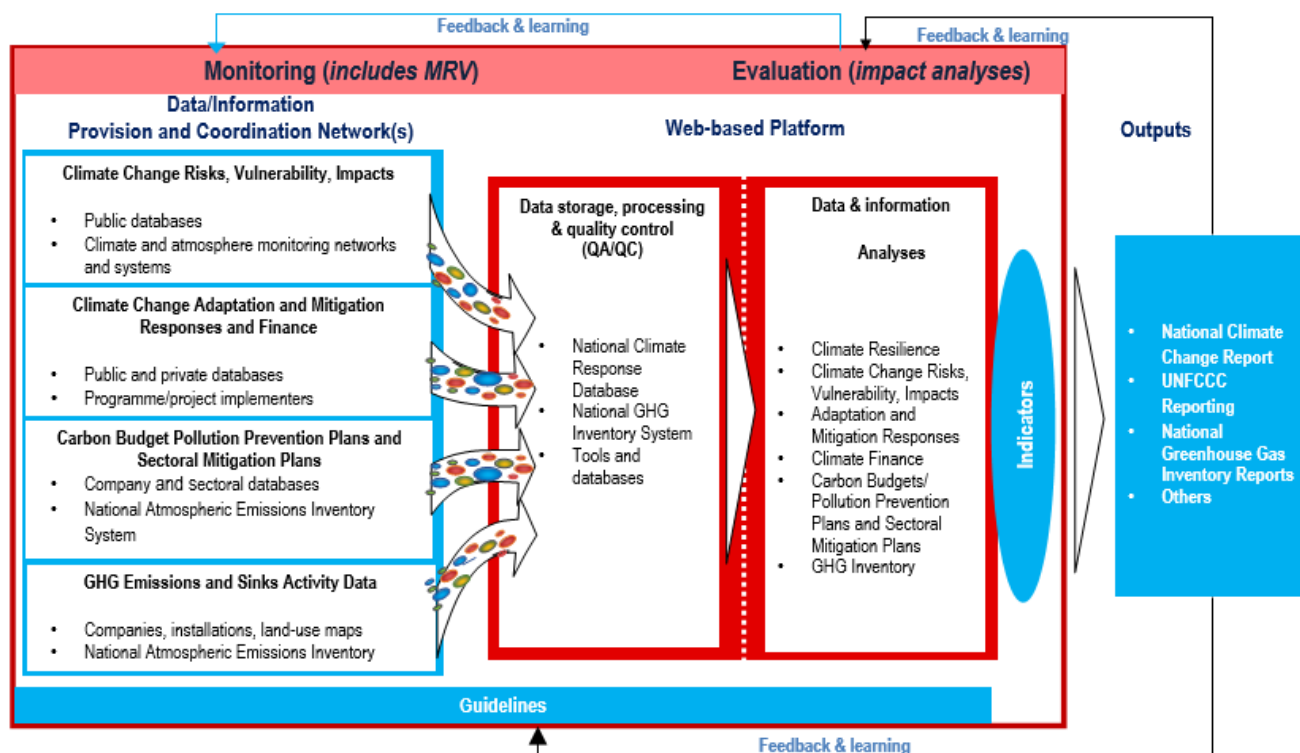 Feedback & learning
Feedback & learning
Monitoring (includes MRV)
Evaluation (impact analyses)
Data/Information
Provision and Coordination Network(s)
Web-based Platform
Outputs
Climate Change Risks, Vulnerability, Impacts
• Public databases
• Climate and atmosphere monitoring networks
and systems
Climate Change Adaptation and Mitigation
Responses and Finance
• Public and private databases
• Programme/project implementers
Carbon Budget Pollution Prevention Plans and
Sectoral Mitigation Plans
• Company and sectoral databases
• National Atmospheric Emissions Inventory
System
GHG Emissions and Sinks Activity Data
• Companies, installations, land-use maps
• National Atmospheric Emissions Inventory
Data storage, processing
& quality control
(QA/QC)
• National Climate
Response
Database
• National GHG
Inventory System
• Tools and
databases
Data & information
Analyses
• Climate Resilience
• Climate Change Risks,
Vulnerability, Impacts
• Adaptation and
Mitigation Responses
• Climate Finance
• Carbon Budgets/
Pollution Prevention
Plans and Sectoral
Mitigation Plans
• GHG Inventory
Indicators
• National Climate
Change Report
• UNFCCC
Reporting
• National
Greenhouse Gas
Inventory Reports
• Others
Guidelines
Feedback & learning